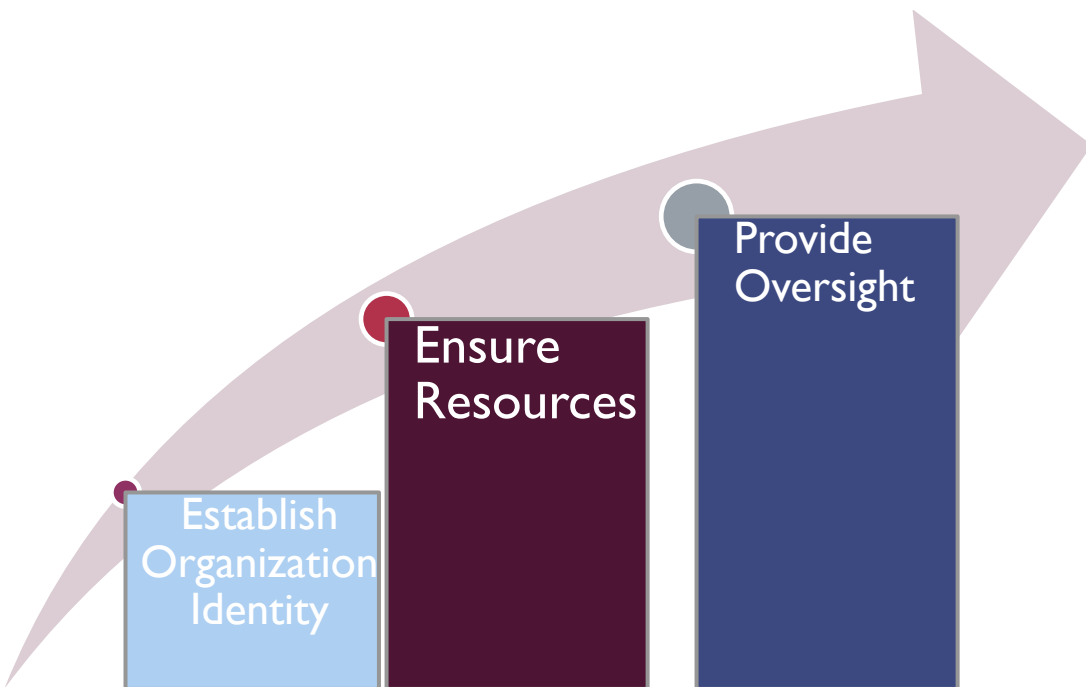 Establish
Organization
Identity
Ensure
Resources
Provide
Oversight